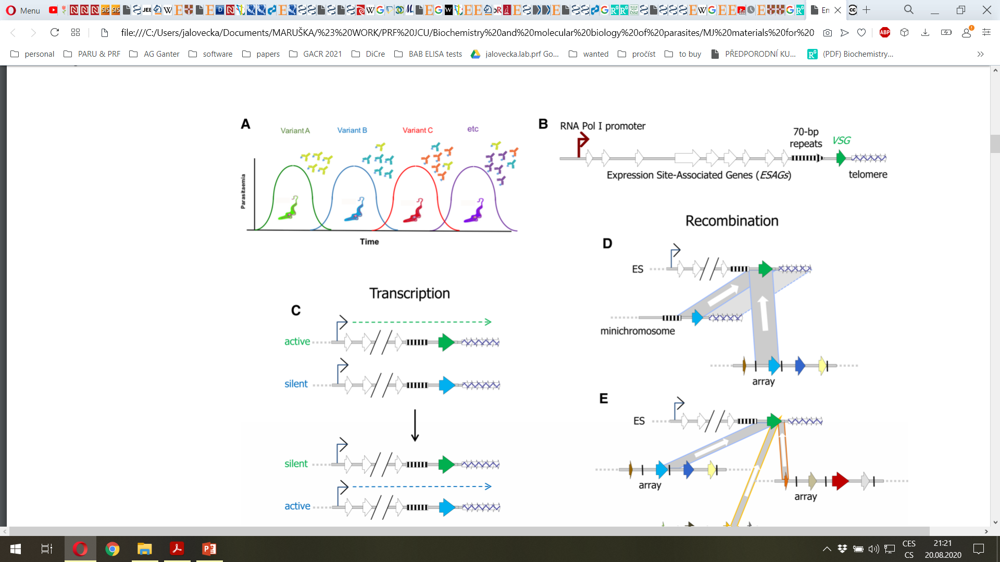 Menu
En
file:///C:/Users/jalovecka/Documents/MARUŠKA/%23%20WORK/PRF%20JCU/Biochemistry%20and%20molecular%20biology%20of%20parasites/MJ%20materials%20for%20
personal
PARU & PRF
AG Ganter
software
papers
GACR 2021
DiCre
BAB ELISA tests
jalovecka.lab.prf Go...
wanted
pročíst
to buy
PŘEDPORODNÍ KU...
(PDF) Biochemistry...
A
Variant A
Variant B
Variant C
etc
Parasitaemia
Time
B
RNA Pol I promoter
70-bp
repeats
VSG
Expression Site-Associated Genes (ESAGs)
telomere
Transcription
C
active
silent
silent
active
Recombination
D
ES
minichromosome
array
E
ES
array
array
CES
CS
21:21
20.08.2020